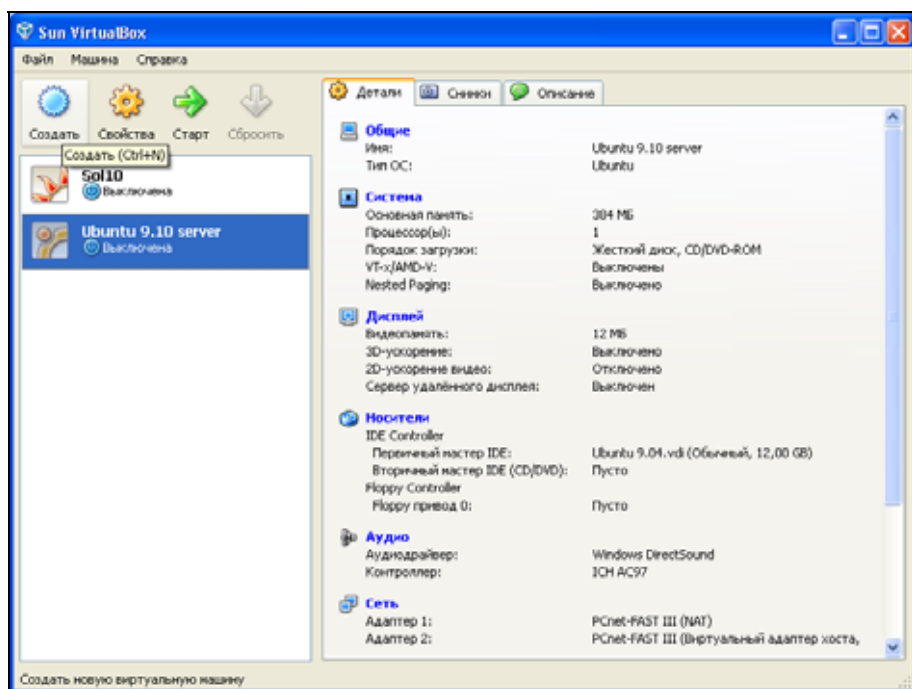 Sun VirtualBox
Файл Машина Справка
Создать Свойства Старт Сбросить
Создать (Ctrl+N)
Sol10
Выключена
Ubuntu 9.10 server
Выключена
Детали Снимки Описание
Общие
Имя: Ubuntu 9.10 server
Тип ОС: Ubuntu
Система
Основная память: 384 МБ
Процессор(ы): 1
Порядок загрузки: Жесткий диск, CD/DVD-ROM
VT-x/AMD-V: Выключены
Nested Paging: Выключено
Дисплей
Видеопамять: 12 МБ
3D-ускорение: Выключено
2D-ускорение видео: Отключено
Сервер удалённого дисплея: Выключен
Носители
IDE Controller
Первичный мастер IDE: Ubuntu 9.04.vdi (Обычный, 12,00 GB)
Вторичный мастер IDE (CD/DVD): Пусто
Floppy Controller
Floppy привод 0: Пусто
Аудио
Аудиодрайвер: Windows DirectSound
Контроллер: ICH AC97
Сеть
Адаптер 1: PCnet-FAST III (NAT)
Адаптер 2: PCnet-FAST III (Виртуальный адаптер хоста,
Создать новую виртуальную машину